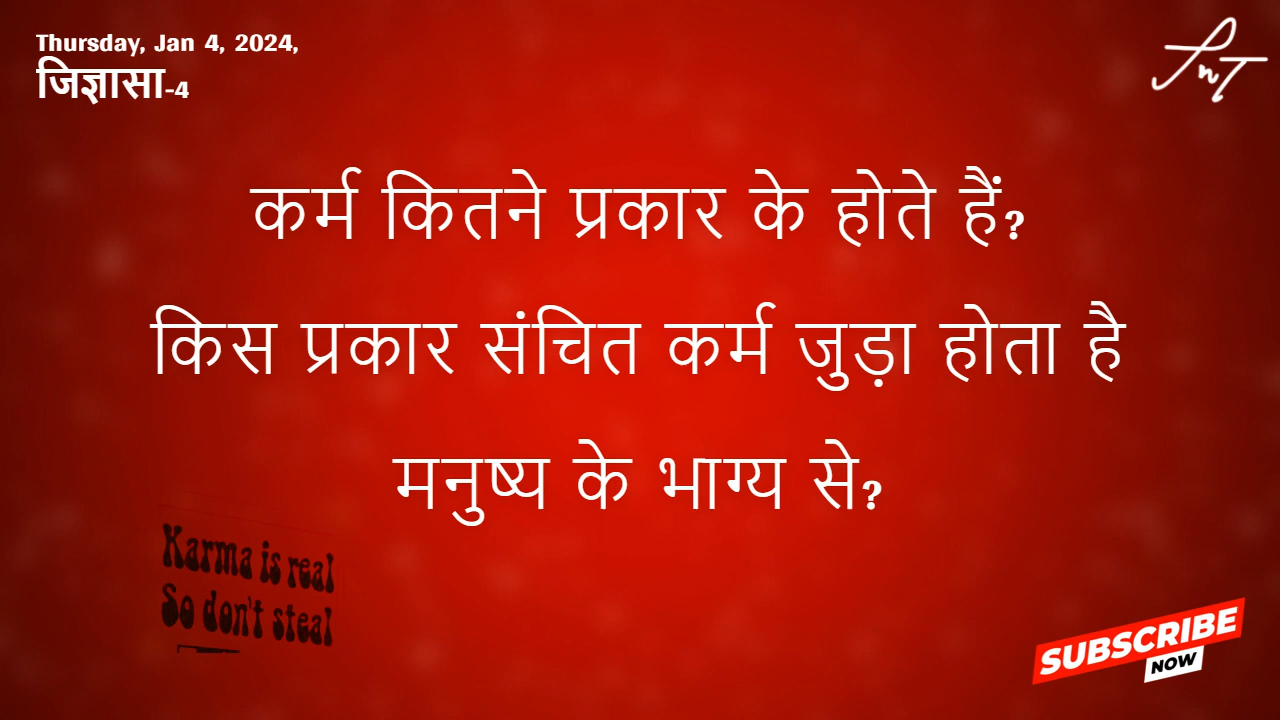 Thursday, Jan 4, 2024,
जिज्ञासा-4
कर्म कितने प्रकार के होते हैं?
किस प्रकार संचित कर्म जुड़ा होता है
मनुष्य के भाग्य से?
Karma is real
So don't steal
SUBSCRIBE
NOW